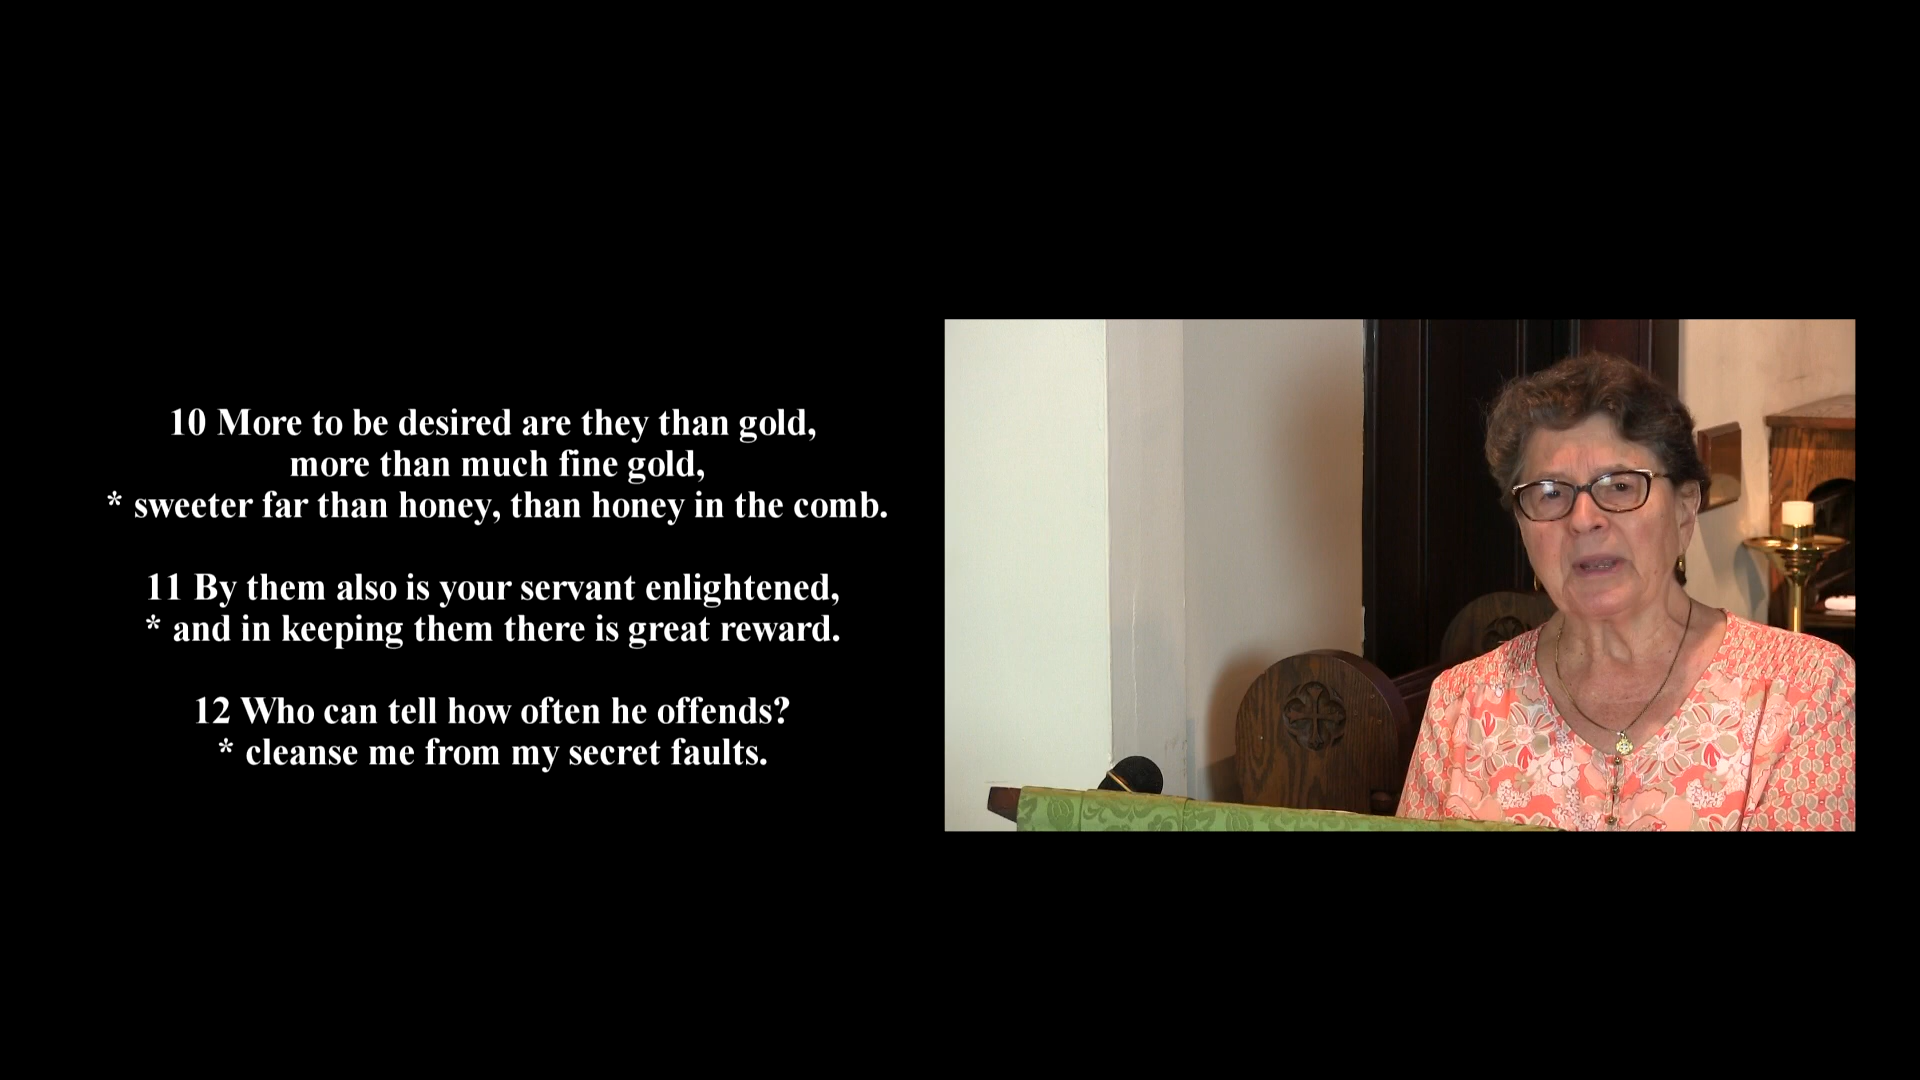 10 More to be desired are they than gold,
more than much fine gold,
* sweeter far than honey, than honey in the comb.
11 By them also is your servant enlightened,
* and in keeping them there is great reward.
12 Who can tell how often he offends?
* cleanse me from my secret faults.